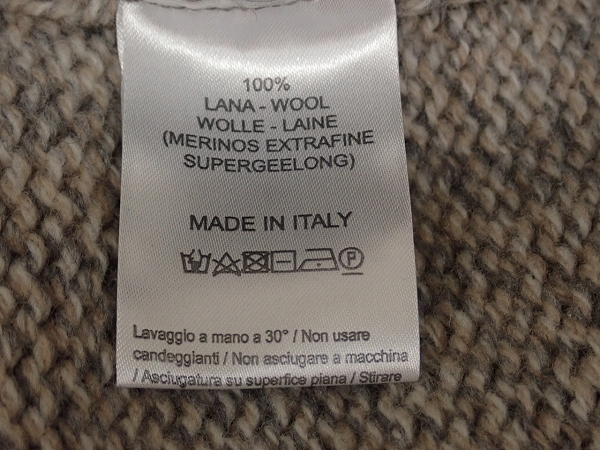 100%
LANA - WOOL
WOLLE - LAINE
(MERINOS EXTRAFINE
SUPERGEELONG)
MADE IN ITALY
P
Lavaggio a mano a 30° / Non usare
candeggianti / Non asciugare a macchina
/ Asciugatura su superfice piana / Stirare